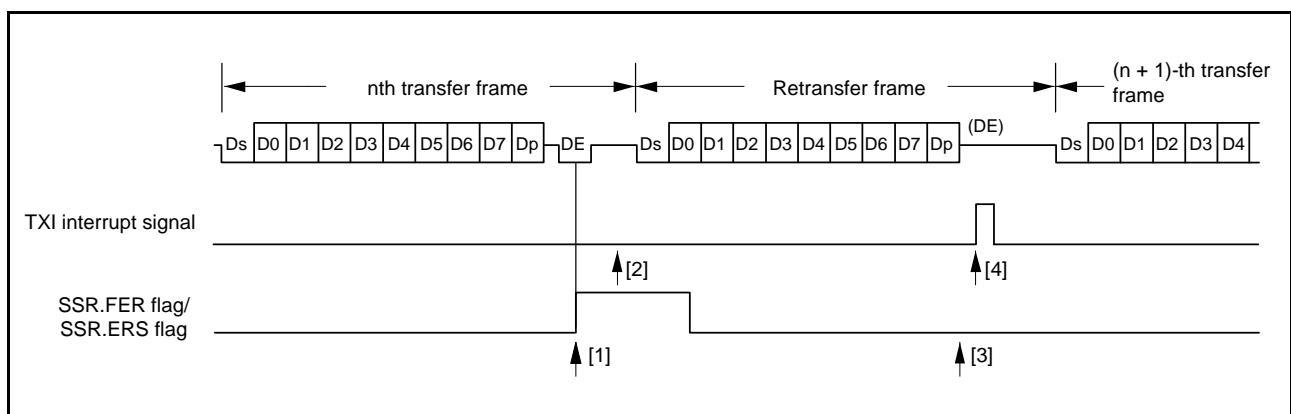 nth transfer frame
Retransfer frame
(n + 1)-th transfer
frame
(DE)
Ds D0 D1 D2 D3 D4 D5 D6 D7 Dp DE Ds D0 D1 D2 D3 D4 D5 D6 D7 Dp Ds D0 D1 D2 D3 D4
TXI interrupt signal
[2]
[4]
SSR.FER flag/
SSR.ERS flag
[1]
[3]